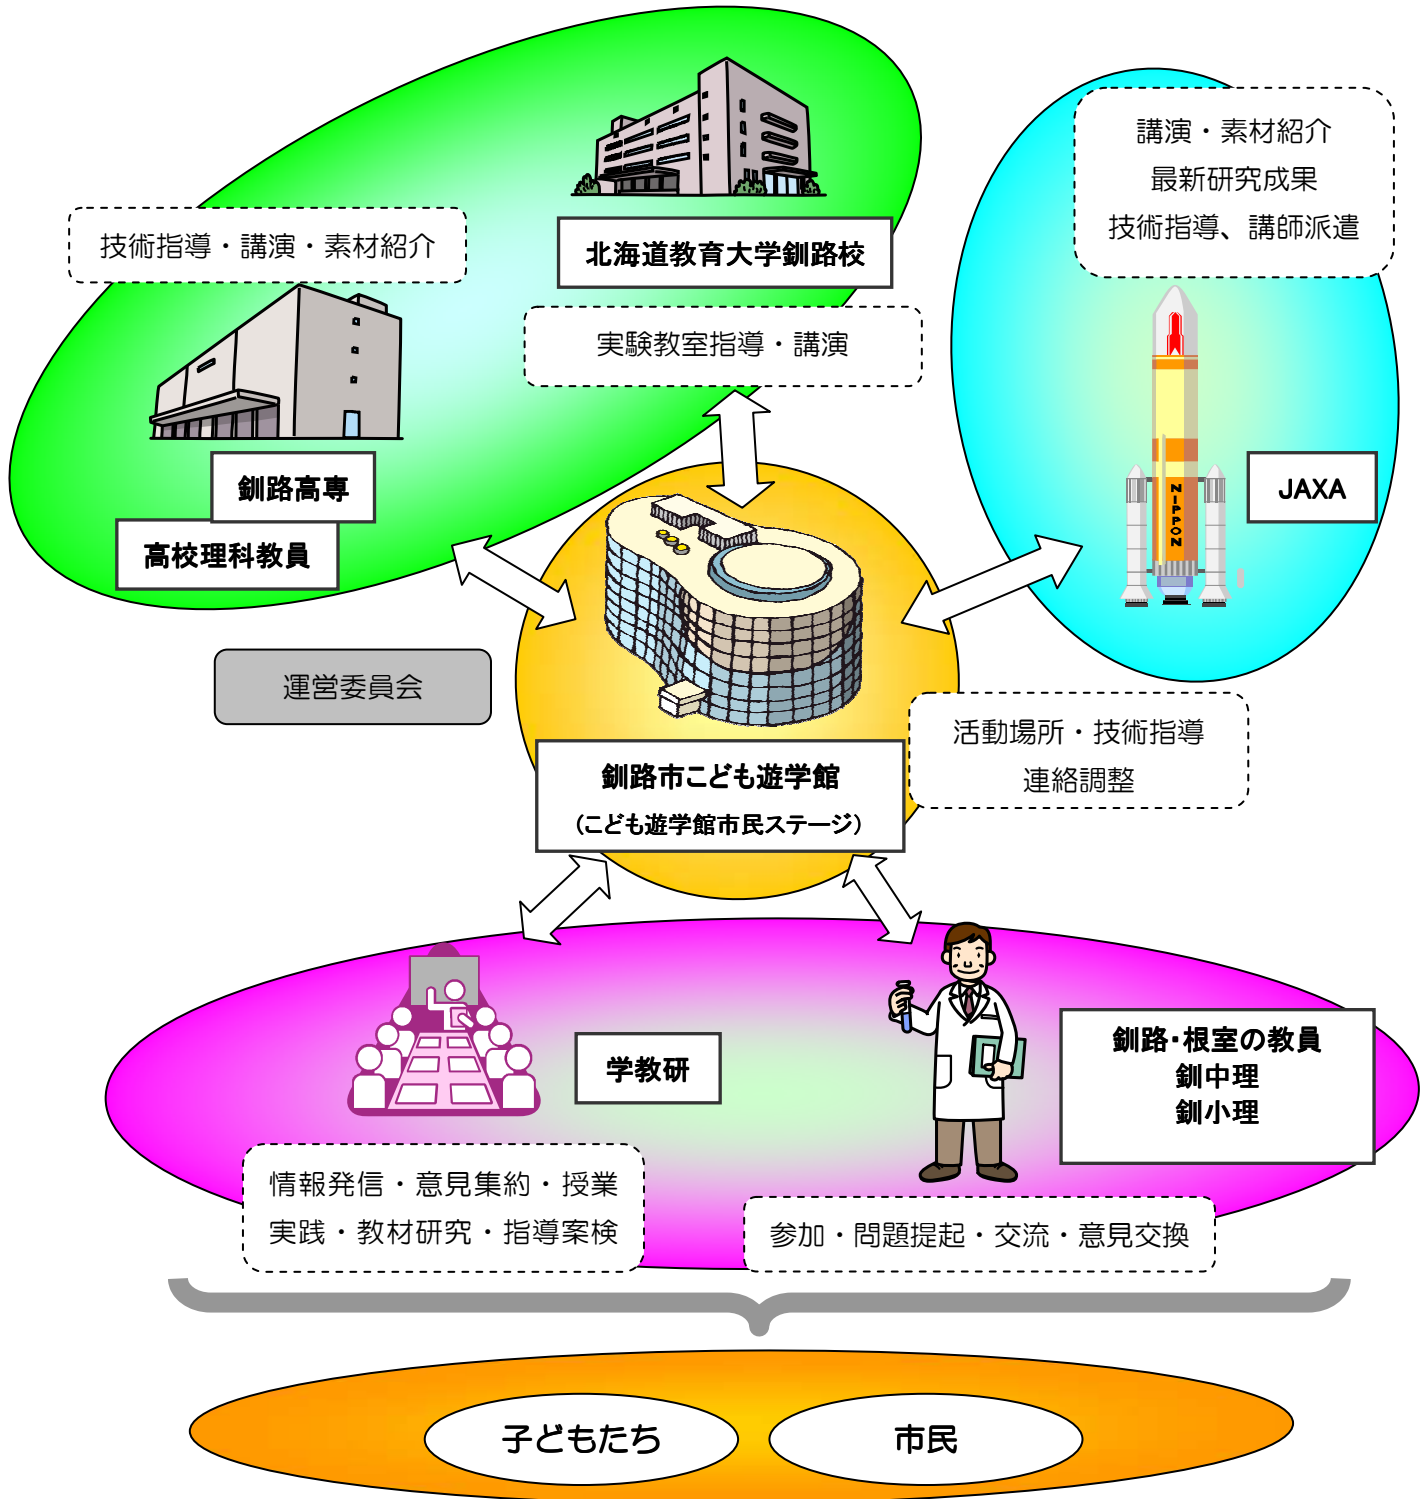 北海道教育大学釧路校
実験教室指導・講演
技術指導・講演・素材紹介
釧路高専
高校理科教員
講演・素材紹介
最新研究成果
技術指導、講師派遣
NIPPON
JAXA
運営委員会
釧路市こども遊学館
(こども遊学館市民ステージ)
活動場所・技術指導
連絡調整
学教研
情報発信・意見集約・授業
実践・教材研究・指導案検
釧路・根室の教員
釧中理
釧小理
参加・問題提起・交流・意見交換
子どもたち
市民